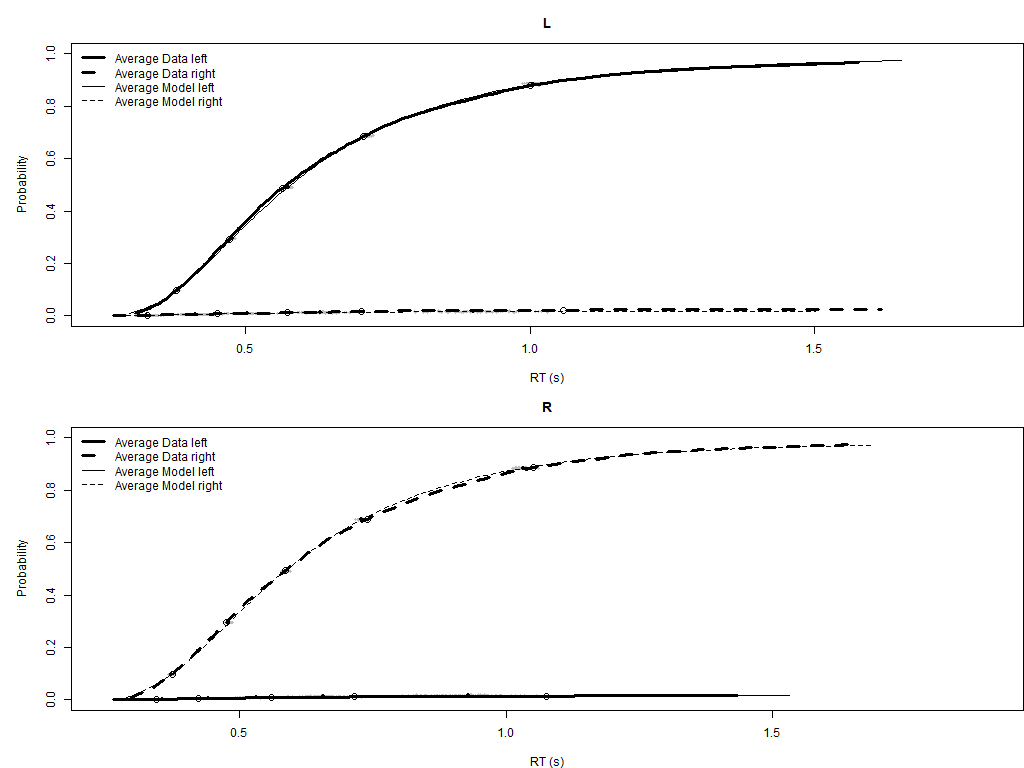 L
Average Data left
Average Data right
Average Model left
Average Model right
Probability
1.0
0.8
0.6
0.4
0.2
0.0
0.5 1.0 1.5
RT (s)
R
Average Data left
Average Data right
Average Model left
Average Model right
Probability
1.0
0.8
0.6
0.4
0.2
0.0
0.5 1.0 1.5
RT (s)